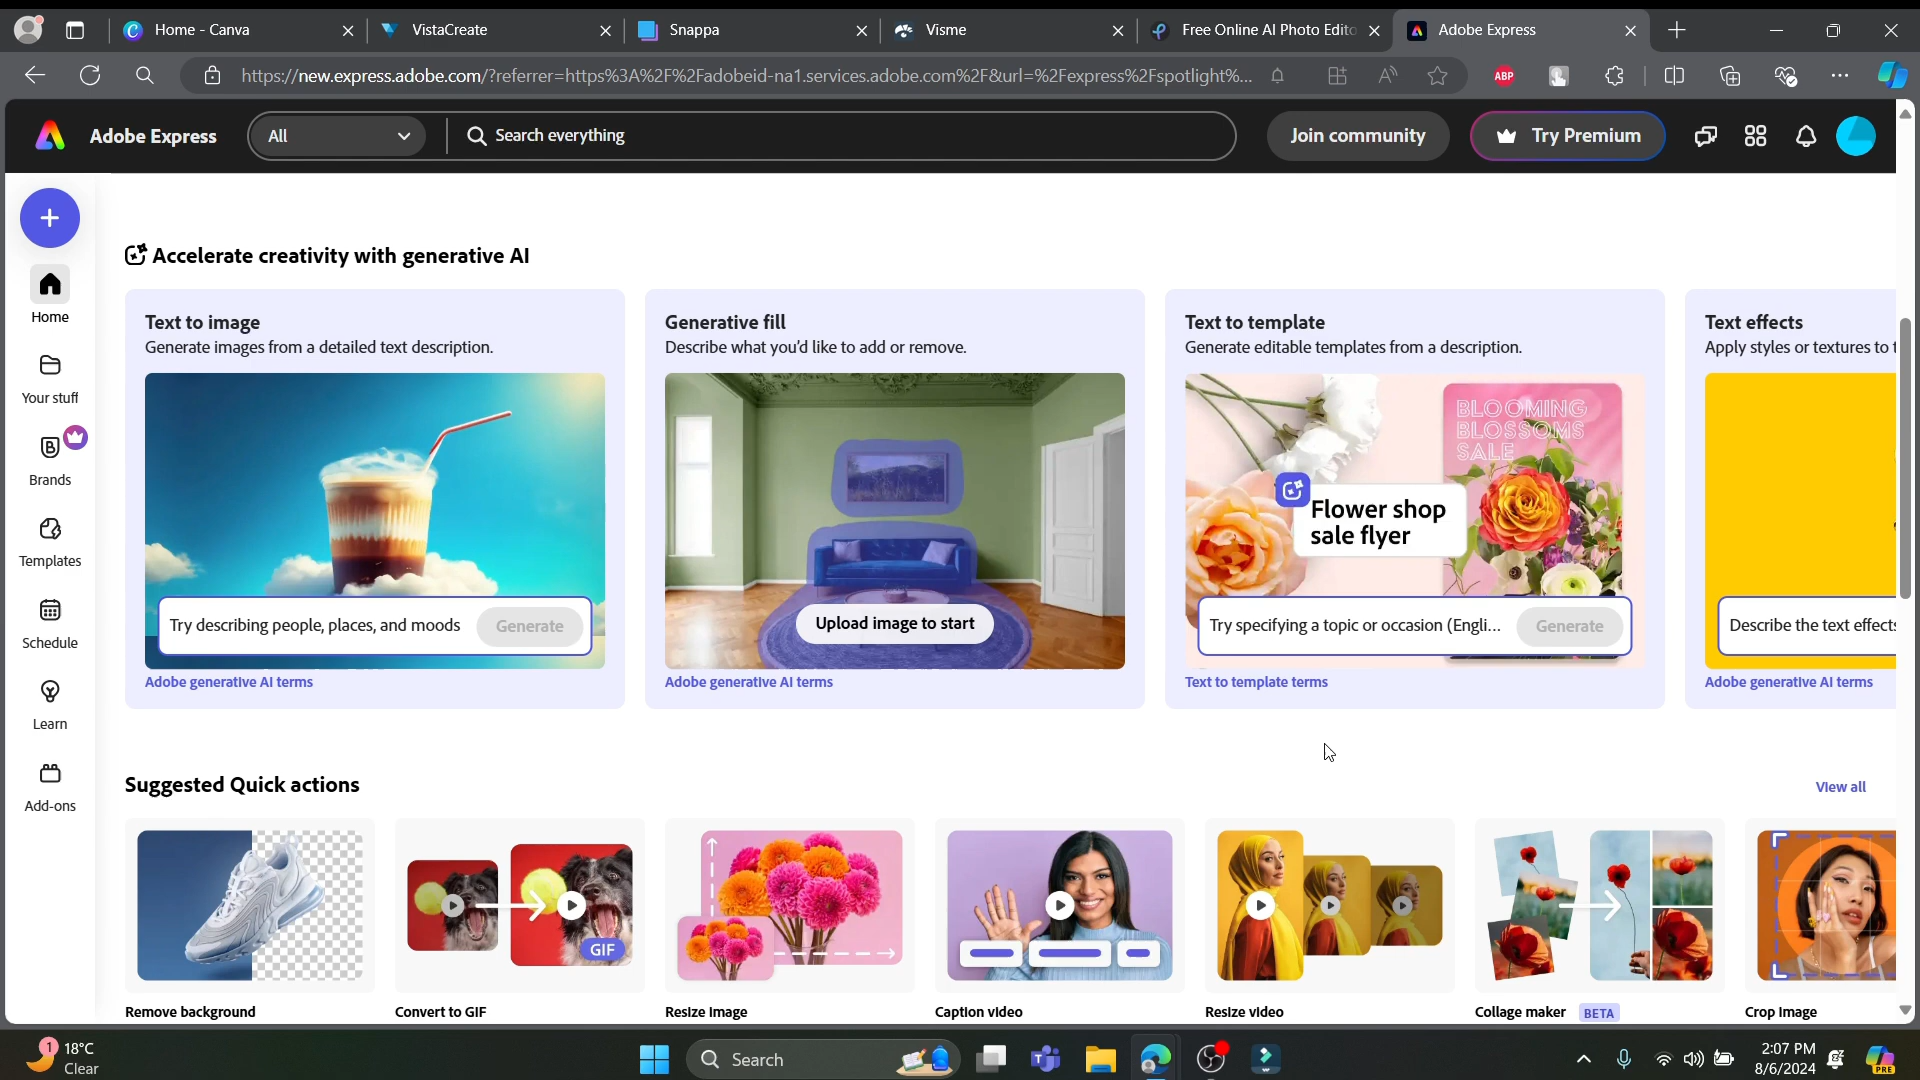 Home - Canva
VistaCreate
Snappa
Visme
Free Online AI Photo Edito
Adobe Express
https://new.express.adobe.com/?referrer=https%3A%2F%2Fadobeid-na1.services.adobe.com%2F&url=%2Fexpress%2Fspotlight%...
ABP
Adobe Express
All
Search everything
Join community
Try Premium
Home
Your stuff
Brands
Templates
Schedule
Learn
Add-ons
Accelerate creativity with generative AI
Text to image
Generate images from a detailed text description.
Try describing people, places, and moods
Generate
Adobe generative AI terms
Generative fill
Describe what you'd like to add or remove.
Upload image to start
Adobe generative AI terms
Text to template
Generate editable templates from a description.
BLOOMING
BLOSSOMS
SALE
Flower shop
sale flyer
Try specifying a topic or occasion (Engli...
Generate
Text to template terms
Text effects
Apply styles or textures to t
Describe the text effects
Adobe generative AI terms
Suggested Quick actions
View all
GIF
Remove background
Convert to GIF
Resize image
Caption video
Resize video
Collage maker BETA
Crop image
1
18°C
Clear
Search
2:07 PM
8/6/2024
PRE